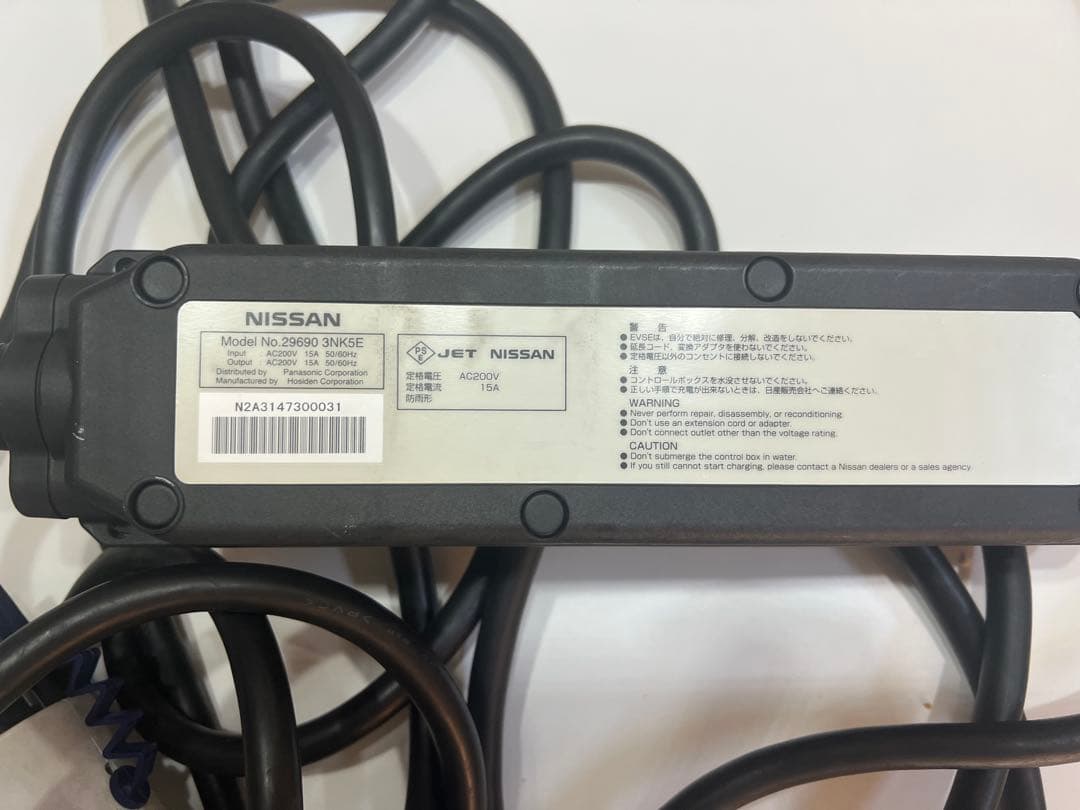 NISSAN
Model No.29690 3NK5E
Input : AC200V 15A 50/60Hz
Output : AC200V 15A 50/60Hz
Distributed by Panasonic Corporation
Manufactured by Hosiden Corporation
N2A3147300031
PS E JET NISSAN
定格電圧 AC200V
定格電流 15A
防雨形
警 告
● EVSEは、自分で絶対に修理、分解、改造をしないでください。
● 延長コード、変換アダプタを使わないでください。
● 定格電圧以外のコンセントに接続しないでください。
注 意
● コントロールボックスを水没させないでください。
● 正しい手順で充電が出来ないときは、日産販売会社へご連絡ください。
WARNING
● Never perform repair, disassembly, or reconditioning.
● Don't use an extension cord or adapter.
● Don't connect outlet other than the voltage rating.
CAUTION
● Don't submerge the control box in water.
● If you still cannot start charging, please contact a Nissan dealers or a sales agency.